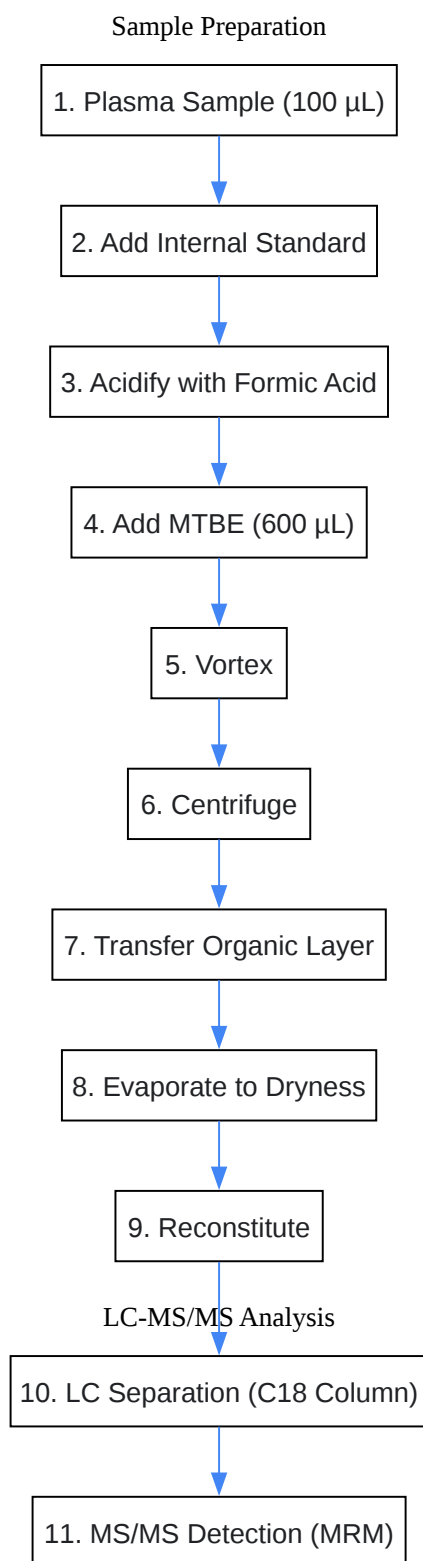 Sample Preparation
1. Plasma Sample (100 µL)
2. Add Internal Standard
3. Acidify with Formic Acid
4. Add MTBE (600 µL)
5. Vortex
6. Centrifuge
7. Transfer Organic Layer
8. Evaporate to Dryness
9. Reconstitute
LC-MS/MS Analysis
10. LC Separation (C18 Column)
11. MS/MS Detection (MRM)